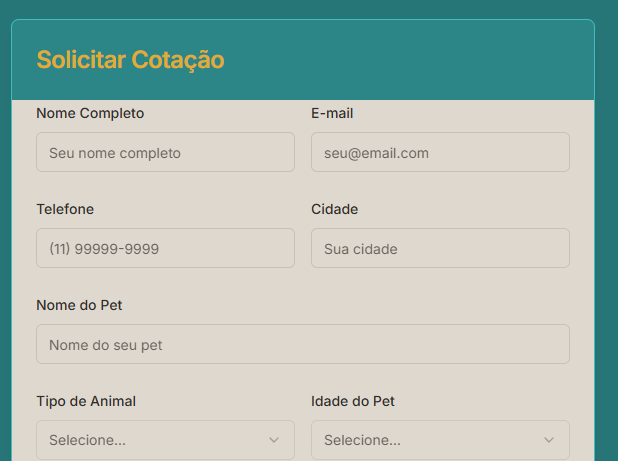 Solicitar Cotação
Nome Completo
E-mail
Seu nome completo
seu@email.com
Telefone
Cidade
(11) 99999-9999
Sua cidade
Nome do Pet
Nome do seu pet
Tipo de Animal
Idade do Pet
Selecione...
Selecione...